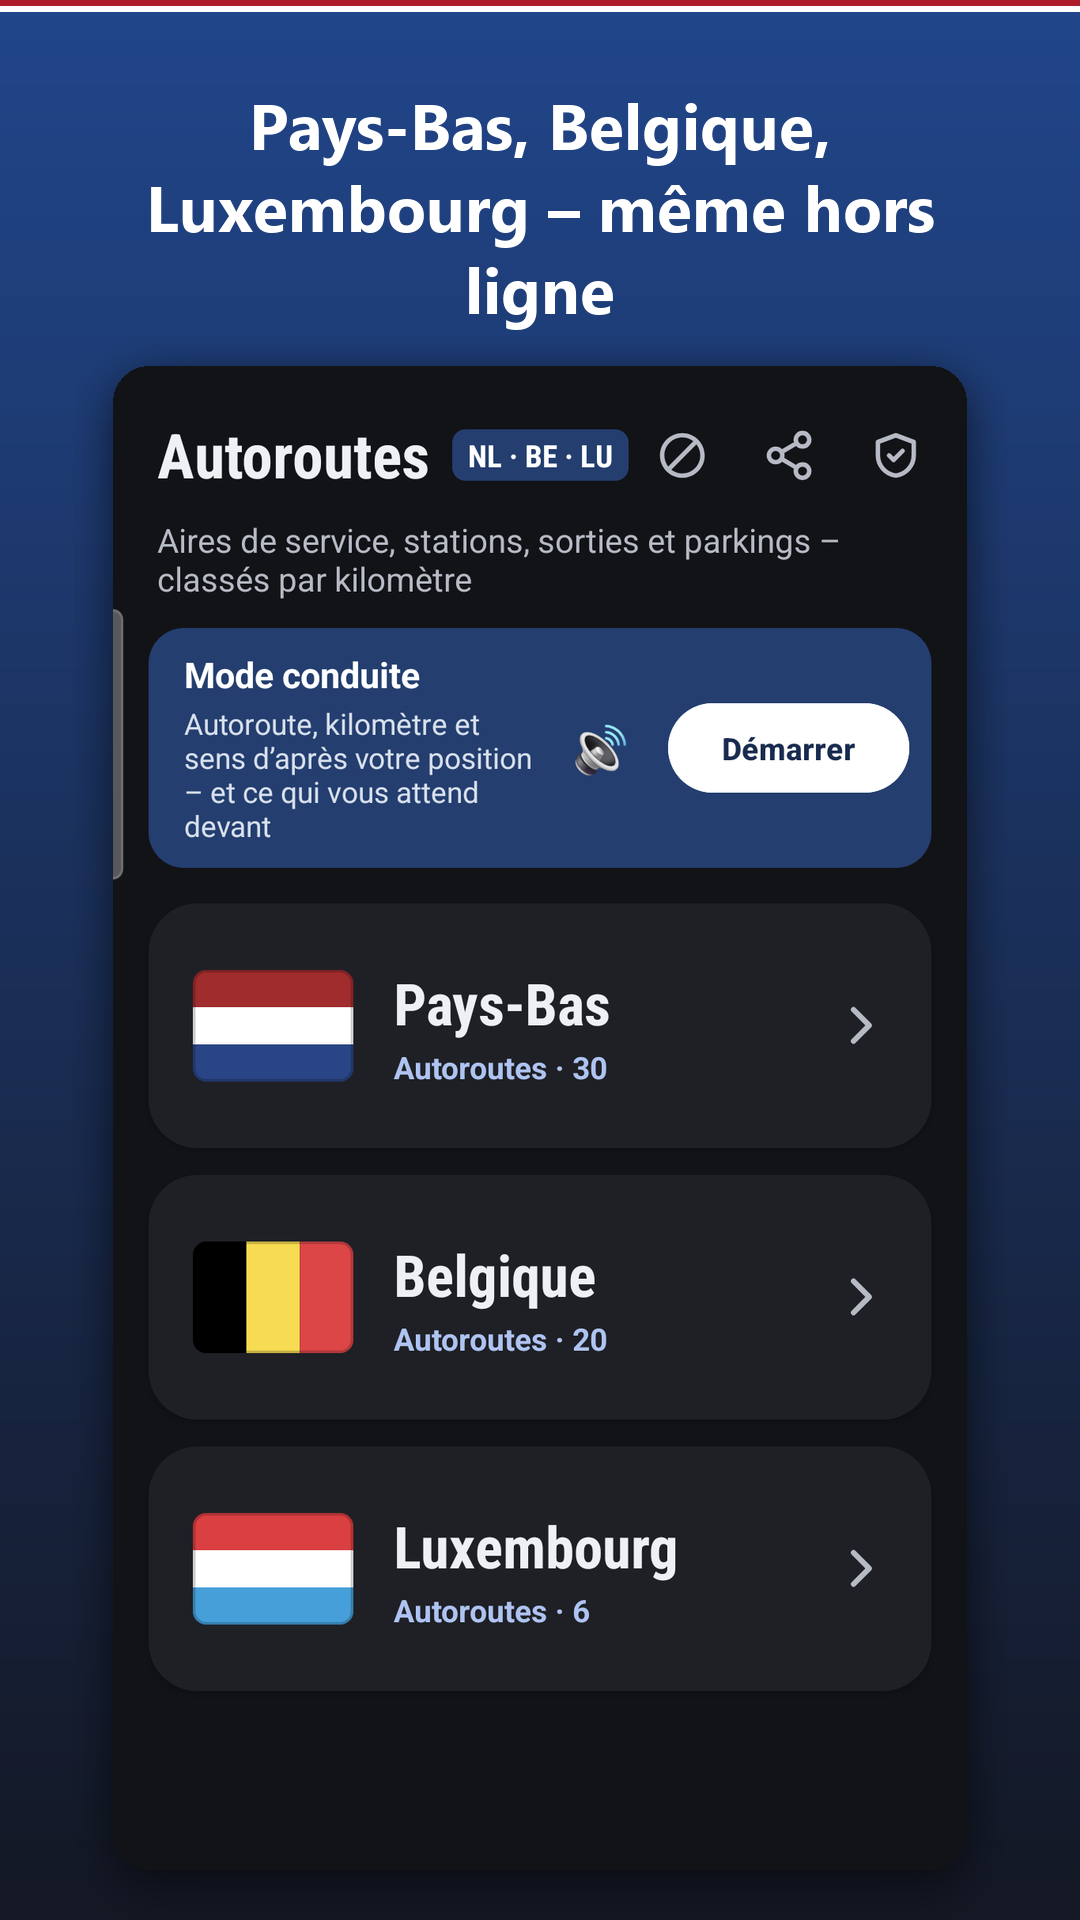 Pays-Bas, Belgique,
Luxembourg – même hors
ligne
Autoroutes
NL · BE · LU
Aires de service, stations, sorties et parkings –
classés par kilomètre
Mode conduite
Autoroute, kilomètre et
sens d’après votre position
– et ce qui vous attend
devant
Démarrer
Pays-Bas
Autoroutes · 30
Belgique
Autoroutes · 20
Luxembourg
Autoroutes · 6